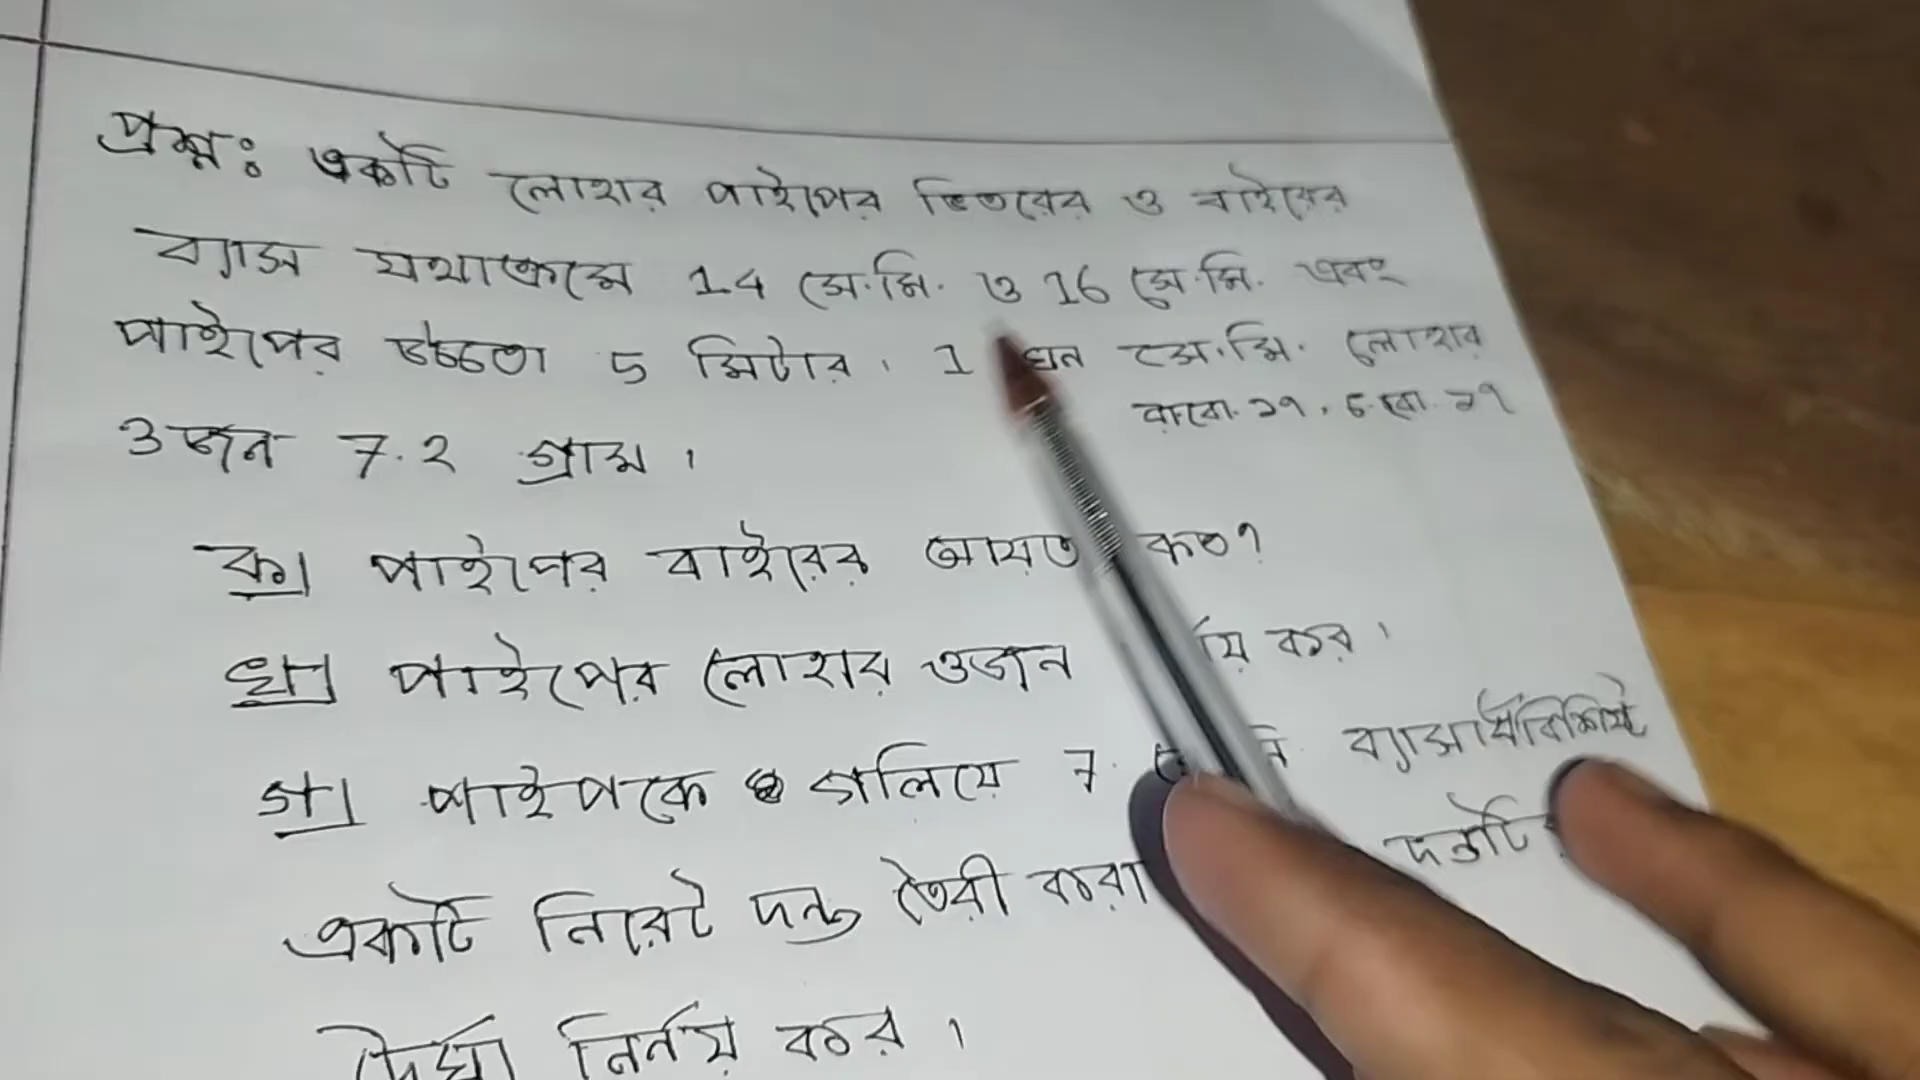 প্রশ্নঃ একটি লোহার পাইপের ভিতরের ও বাইরের
ব্যাস যথাক্রমে 14 সে.মি. ও 16 সে.মি. এবং
পাইপের উচ্চতা 5 মিটার। 1 ঘন সে.মি. লোহার
ওজন 7.2 গ্রাম।
রা.বো. ১৭, চ.বো. ১৭
ক) পাইপের বাইরের আয়ত কত?
খ) পাইপের লোহার ওজন র্ণয় কর।
গ) পাইপকে গলিয়ে 7 ব্যাসার্ধবিশিষ্ট
একটি নিরেট দন্ড তৈরী করা দন্ডটির
দৈর্ঘ্য নির্নয় কর।